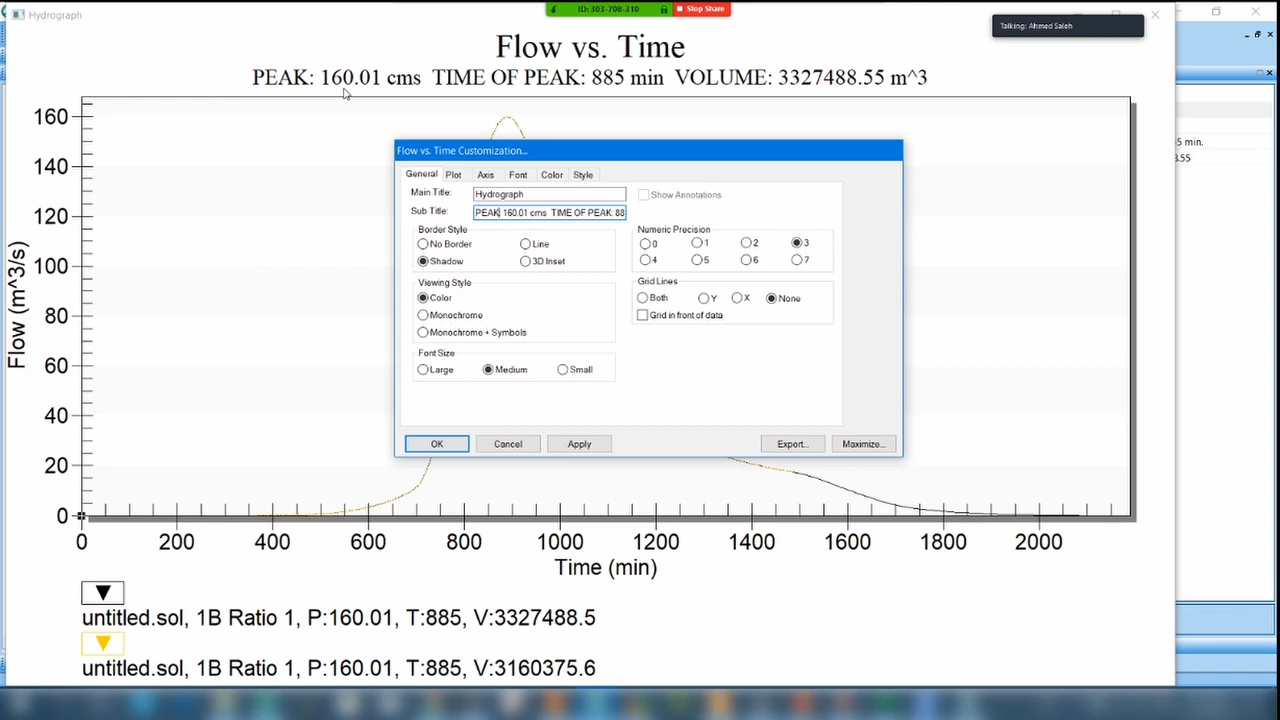 Hydrograph
ID: 303-708-310
Stop Share
Talking: Ahmed Saleh
Flow vs. Time
PEAK: 160.01 cms TIME OF PEAK: 885 min VOLUME: 3327488.55 m^3
5 min.
3.55
Flow vs. Time Customization...
General Plot Axis Font Color Style
Main Title: Hydrograph
Show Annotations
Sub Title: PEAK: 160.01 cms TIME OF PEAK: 88
Border Style
No Border Line
Shadow 3D Inset
Numeric Precision
0 1 2 3
4 5 6 7
Viewing Style
Color
Monochrome
Monochrome + Symbols
Grid Lines
Both Y X None
Grid in front of data
Font Size
Large Medium Small
OK Cancel Apply Export... Maximize...
Flow (m^3/s)
160
140
120
100
80
60
40
20
0
0 200 400 600 800 1000 1200 1400 1600 1800 2000
Time (min)
untitled.sol, 1B Ratio 1, P:160.01, T:885, V:3327488.5
untitled.sol, 1B Ratio 1, P:160.01, T:885, V:3160375.6